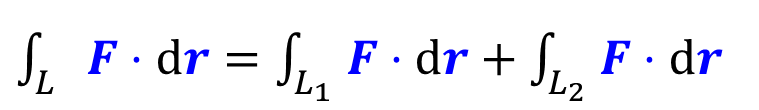 ∫_L F · dr = ∫_{L_1} F · dr + ∫_{L_2} F · dr